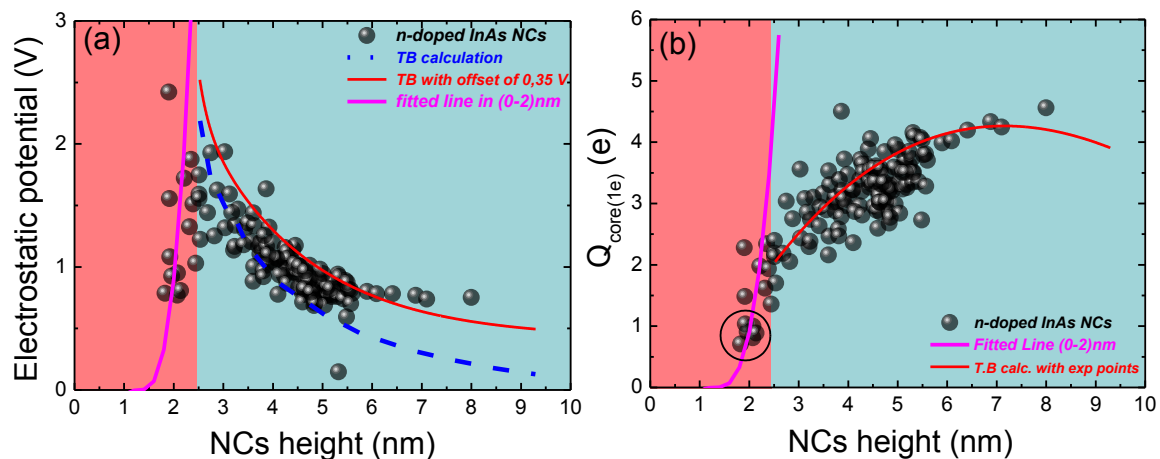 (a)
n-doped InAs NCs
TB calculation
TB with offset of 0,35 V
fitted line in (0-2)nm
Electrostatic potential (V)
3
2
1
0
0 1 2 3 4 5 6 7 8 9 10
NCs height (nm)
(b)
n-doped InAs NCs
Fitted Line (0-2)nm
T.B calc. with exp points
Qcore(1e) (e)
6
5
4
3
2
1
0
0 1 2 3 4 5 6 7 8 9 10
NCs height (nm)